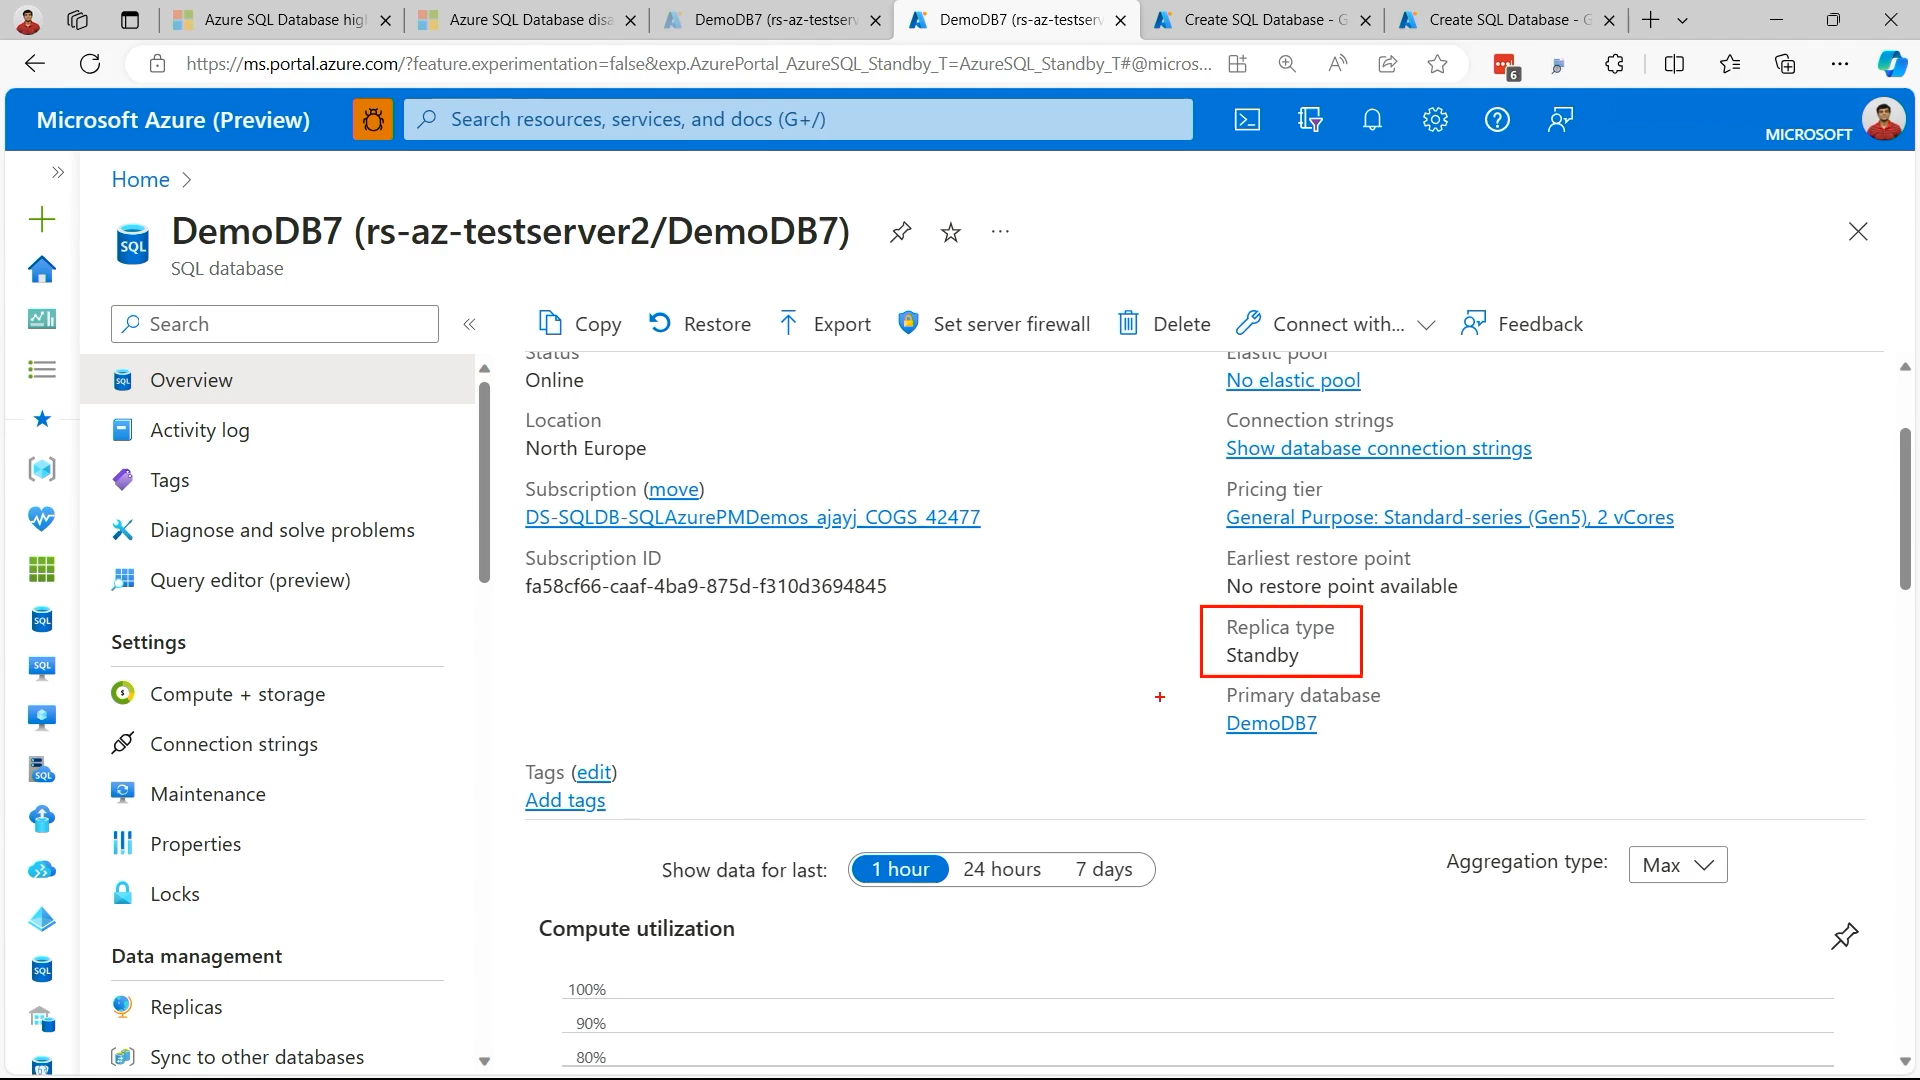 Azure SQL Database hig
Azure SQL Database disa
DemoDB7 (rs-az-testserv
DemoDB7 (rs-az-testserv
Create SQL Database - G
Create SQL Database - G
https://ms.portal.azure.com/?feature.experimentation=false&exp.AzurePortal_AzureSQL_Standby_T=AzureSQL_Standby_T#@micros...
6
Microsoft Azure (Preview)
Search resources, services, and docs (G+/)
MICROSOFT
Home
DemoDB7 (rs-az-testserver2/DemoDB7)
SQL database
Search
Copy
Restore
Export
Set server firewall
Delete
Connect with...
Feedback
Overview
Activity log
Tags
Diagnose and solve problems
Query editor (preview)
Settings
Compute + storage
Connection strings
Maintenance
Properties
Locks
Data management
Replicas
Sync to other databases
Status
Online
Location
North Europe
Subscription (move)
DS-SQLDB-SQLAzurePMDemos_ajayj_COGS_42477
Subscription ID
fa58cf66-caaf-4ba9-875d-f310d3694845
Elastic pool
No elastic pool
Connection strings
Show database connection strings
Pricing tier
General Purpose: Standard-series (Gen5), 2 vCores
Earliest restore point
No restore point available
Replica type
Standby
Primary database
DemoDB7
Tags (edit)
Add tags
Show data for last:
1 hour
24 hours
7 days
Aggregation type:
Max
Compute utilization
100%
90%
80%